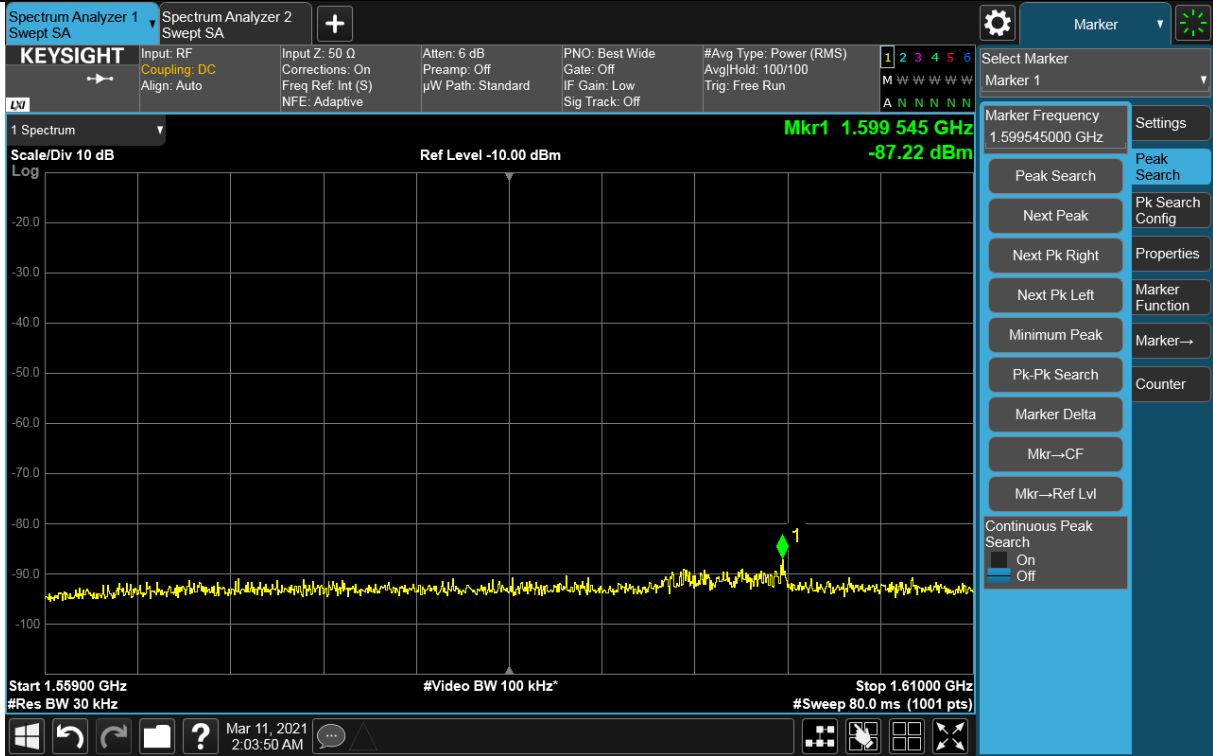 Spectrum Analyzer 1
Swept SA
Spectrum Analyzer 2
Swept SA
Marker
KEYSIGHT
LXI
Input: RF
Coupling: DC
Align: Auto
Input Z: 50 Ω
Corrections: On
Freq Ref: Int (S)
NFE: Adaptive
Atten: 6 dB
Preamp: Off
µW Path: Standard
PNO: Best Wide
Gate: Off
IF Gain: Low
Sig Track: Off
#Avg Type: Power (RMS)
Avg|Hold: 100/100
Trig: Free Run
1 2 3 4 5 6
M W W W W W
A N N N N N
Select Marker
Marker 1
1 Spectrum
Scale/Div 10 dB
Log
Ref Level -10.00 dBm
Mkr1 1.599 545 GHz
-87.22 dBm
-20.0
-30.0
-40.0
-50.0
-60.0
-70.0
-80.0
-90.0
-100
1
Start 1.55900 GHz
#Res BW 30 kHz
#Video BW 100 kHz*
Stop 1.61000 GHz
#Sweep 80.0 ms (1001 pts)
Marker Frequency
1.599545000 GHz
Peak Search
Next Peak
Next Pk Right
Next Pk Left
Minimum Peak
Pk-Pk Search
Marker Delta
Mkr→CF
Mkr→Ref Lvl
Continuous Peak
Search
On
Off
Settings
Peak
Search
Pk Search
Config
Properties
Marker
Function
Marker→
Counter
?
Mar 11, 2021
2:03:50 AM